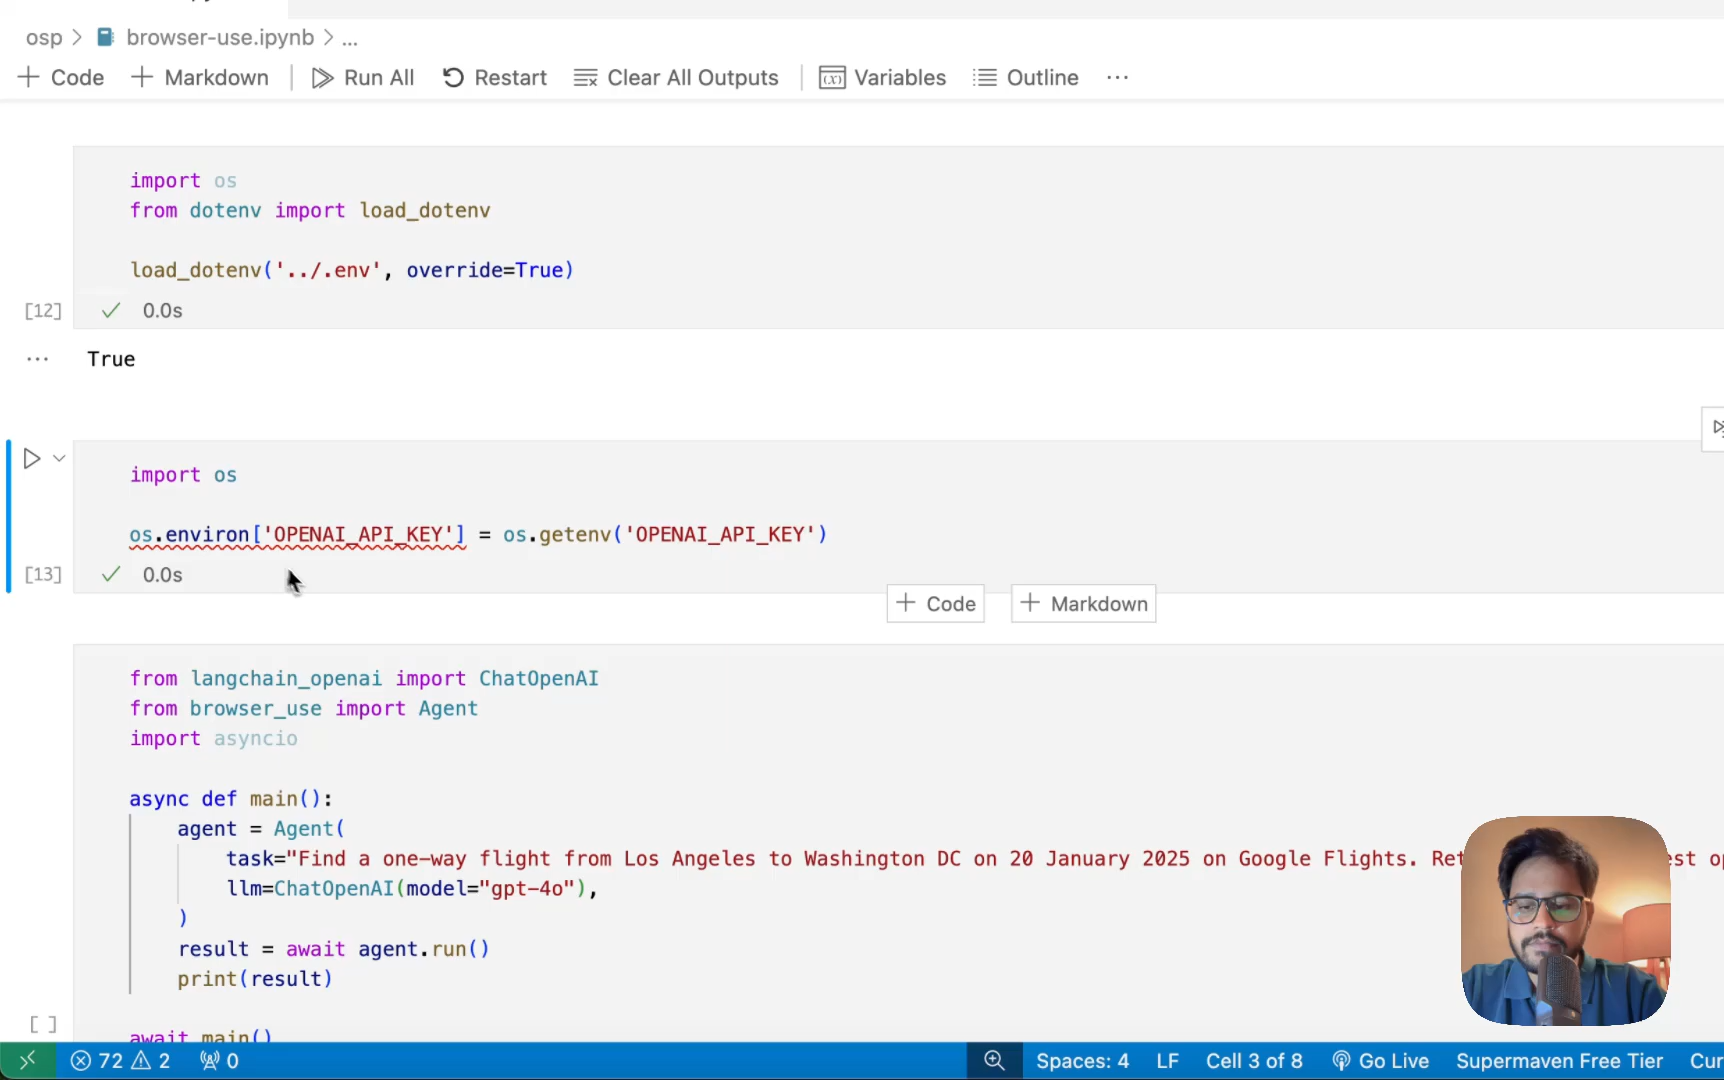 osp > browser-use.ipynb > ...
+ Code + Markdown Run All Restart Clear All Outputs Variables Outline ...
import os
from dotenv import load_dotenv
load_dotenv('../.env', override=True)
[12] ✓ 0.0s
... True
import os
os.environ['OPENAI_API_KEY'] = os.getenv('OPENAI_API_KEY')
[13] ✓ 0.0s
+ Code + Markdown
from langchain_openai import ChatOpenAI
from browser_use import Agent
import asyncio
async def main():
agent = Agent(
task="Find a one-way flight from Los Angeles to Washington DC on 20 January 2025 on Google Flights.
llm=ChatOpenAI(model="gpt-4o"),
)
result = await agent.run()
print(result)
[ ]
await main()
72 2 0 Spaces: 4 LF Cell 3 of 8 Go Live Supermaven Free Tier